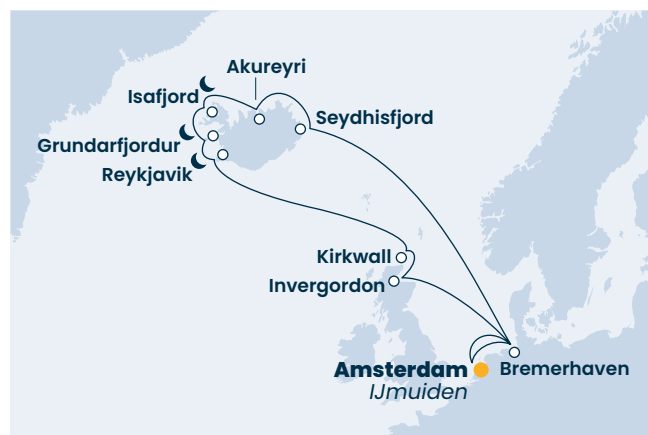 Akureyri
Isafjord
Seydhisfjord
Grundarfjordur
Reykjavik
Kirkwall
Invergordon
Amsterdam
IJmuiden
Bremerhaven